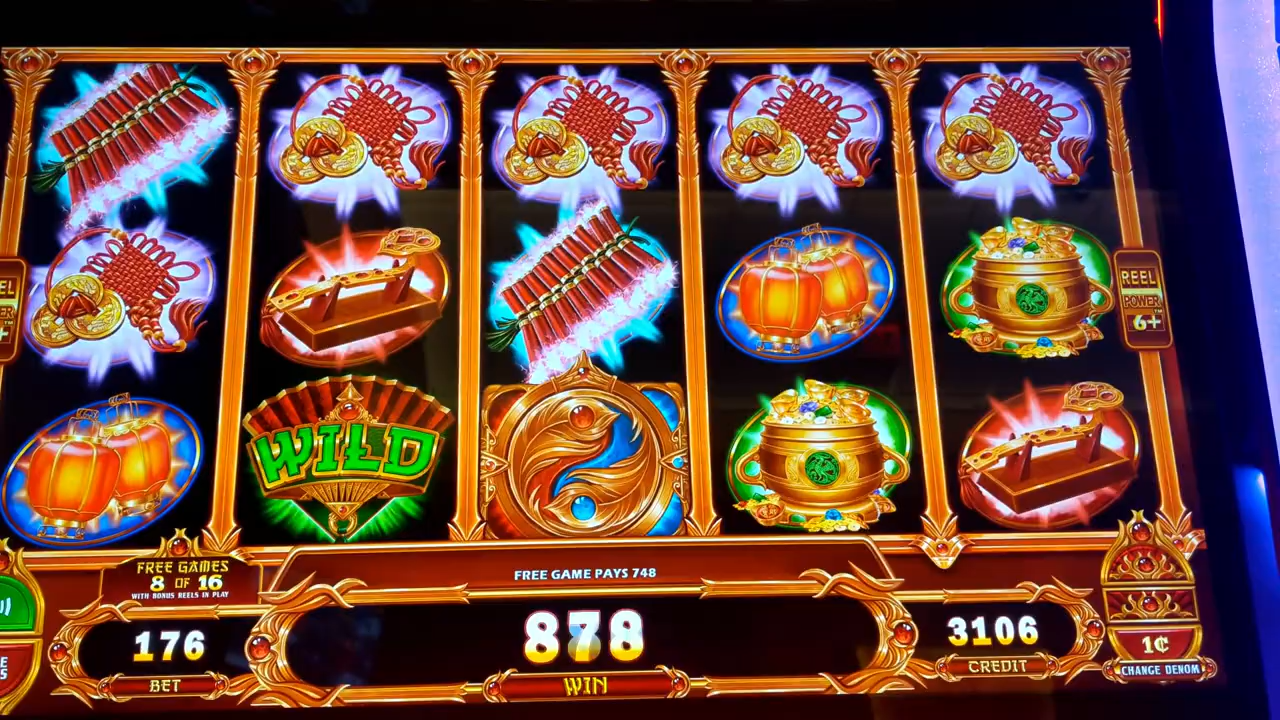 REEL
POWER™
6+
WILD
FREE GAMES
8 OF 16
WITH BONUS REELS IN PLAY
FREE GAME PAYS 748
176
BET
878
WIN
3106
CREDIT
1¢
CHANGE DENOM